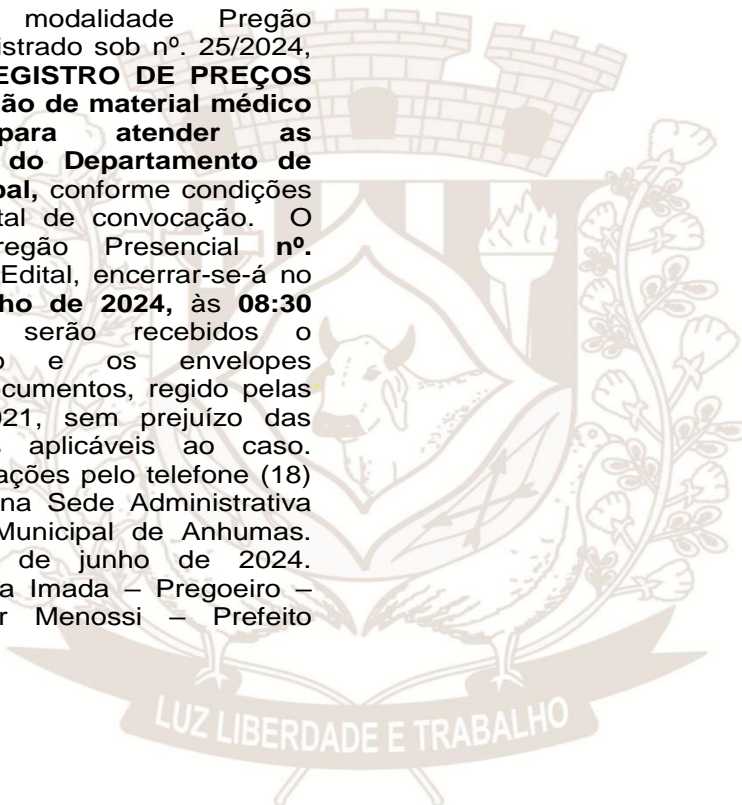 modalidade Pregão
istrado sob nº. 25/2024,
EGISTRO DE PREÇOS
ão de material médico
para atender as
do Departamento de
pal, conforme condições
tal de convocação. O
regão Presencial nº.
Edital, encerrar-se-á no
ho de 2024, às 08:30
serão recebidos o
o e os envelopes
ocumentos, regido pelas
021, sem prejuízo das
s aplicáveis ao caso.
ações pelo telefone (18)
na Sede Administrativa
Municipal de Anhumas.
de junho de 2024.
a Imada – Pregoeiro –
r Menossi – Prefeito
LUZ LIBERDADE E TRABALHO